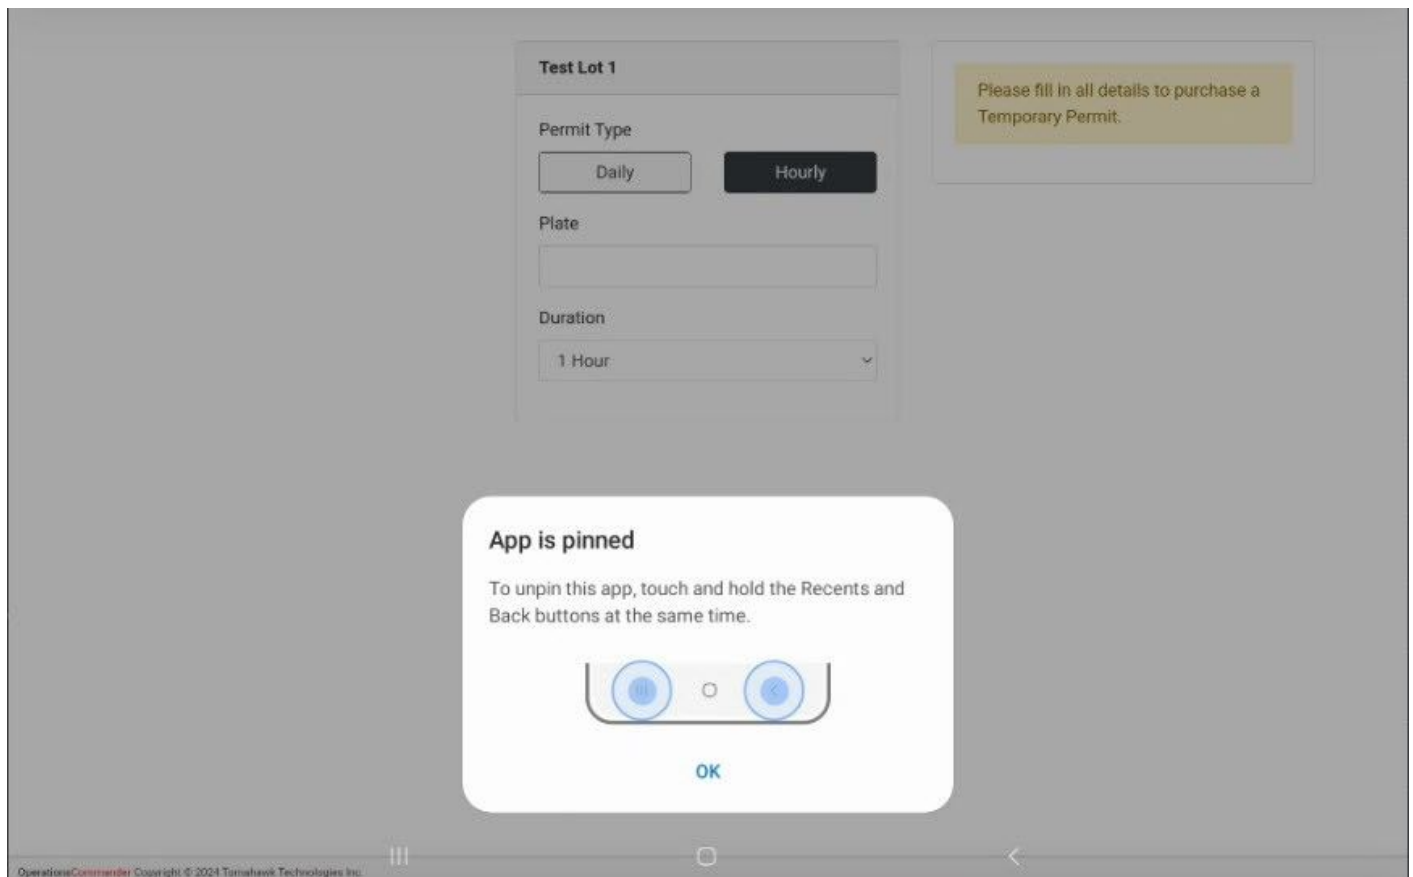 Test Lot 1
Permit Type
Daily
Hourly
Plate
Duration
1 Hour
Please fill in all details to purchase a
Temporary Permit.
App is pinned
To unpin this app, touch and hold the Recents and
Back buttons at the same time.
OK
OperationsCommander Copyright © 2024 Tomahawk Technologies Inc.